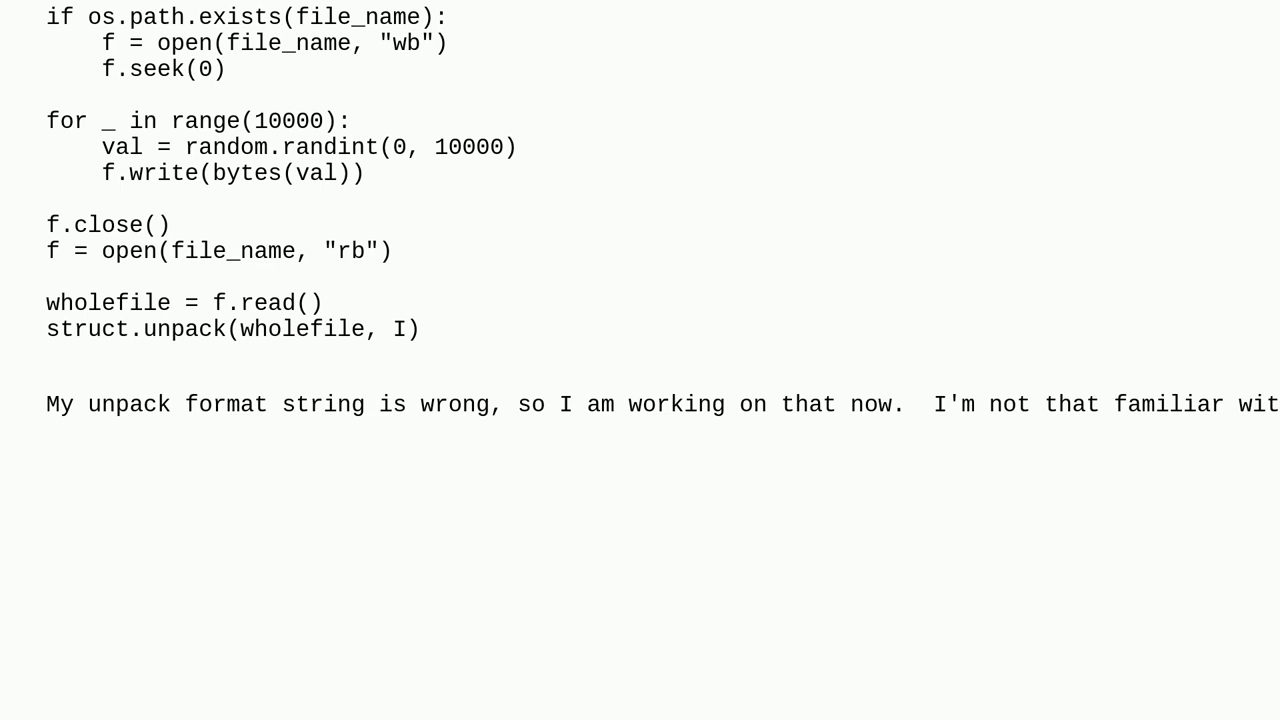 if os.path.exists(file_name):
    f = open(file_name, "wb")
    f.seek(0)

for _ in range(10000):
    val = random.randint(0, 10000)
    f.write(bytes(val))

f.close()
f = open(file_name, "rb")

wholefile = f.read()
struct.unpack(wholefile, I)

My unpack format string is wrong, so I am working on that now.  I'm not that familiar wit